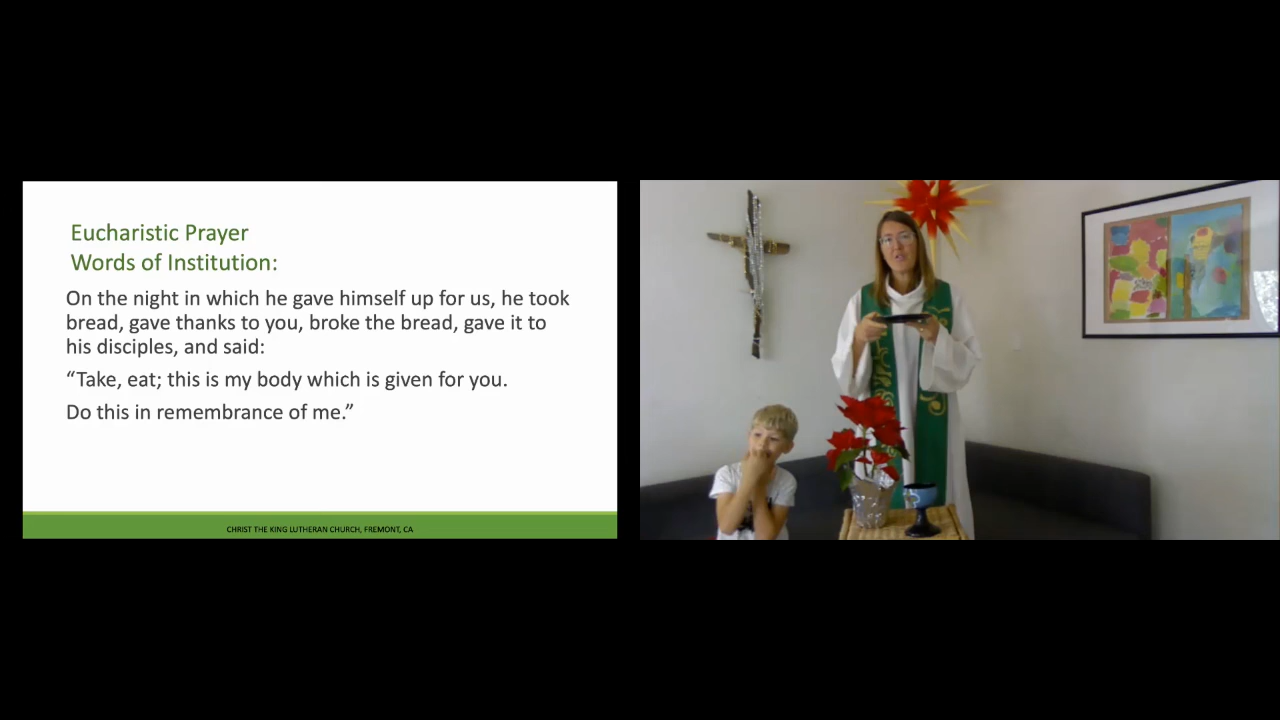 Eucharistic Prayer
Words of Institution:
On the night in which he gave himself up for us, he took
bread, gave thanks to you, broke the bread, gave it to
his disciples, and said:
“Take, eat; this is my body which is given for you.
Do this in remembrance of me.”
CHRIST THE KING LUTHERAN CHURCH, FREMONT, CA